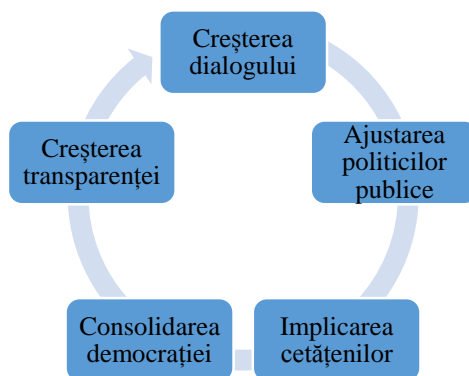 Creșterea
dialogului
Ajustarea
politicilor
publice
Implicarea
cetățenilor
Consolidarea
democrației
Creșterea
transparenței